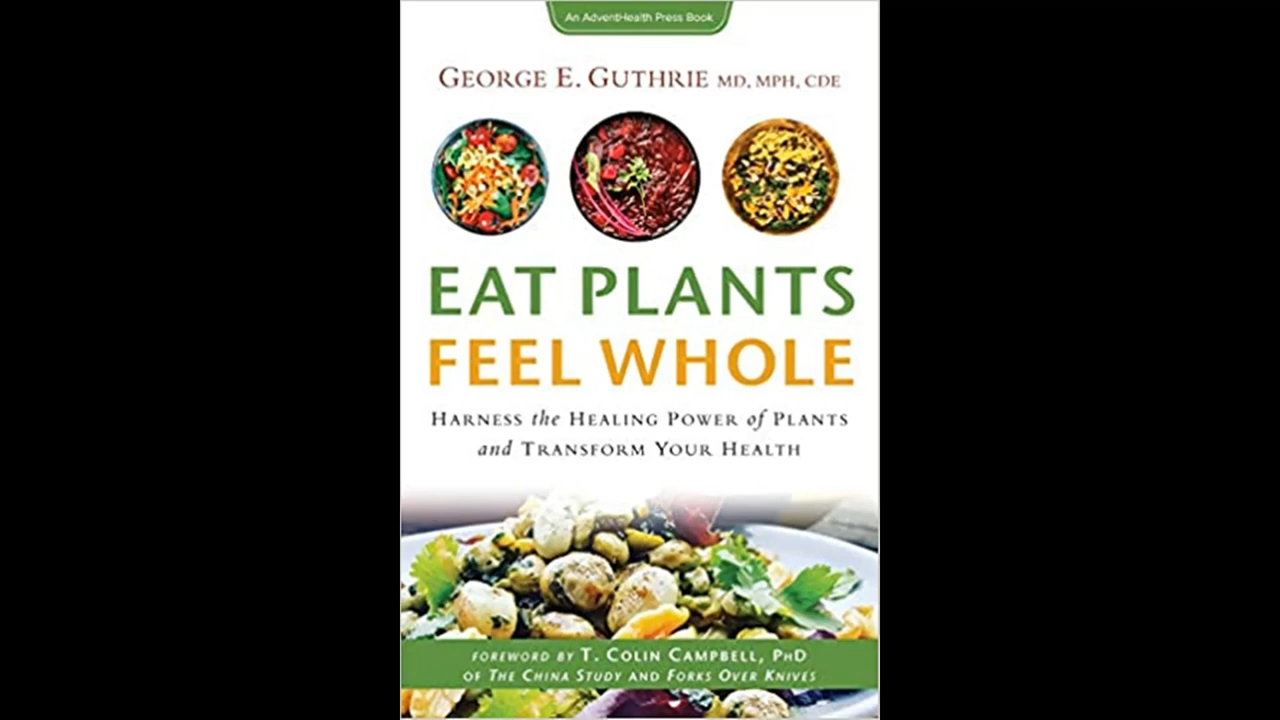 An AdventHealth Press Book
GEORGE E. GUTHRIE MD, MPH, CDE
EAT PLANTS
FEEL WHOLE
HARNESS the HEALING POWER of PLANTS
and TRANSFORM YOUR HEALTH
FOREWORD BY T. COLIN CAMPBELL, PHD
OF THE CHINA STUDY AND FORKS OVER KNIVES